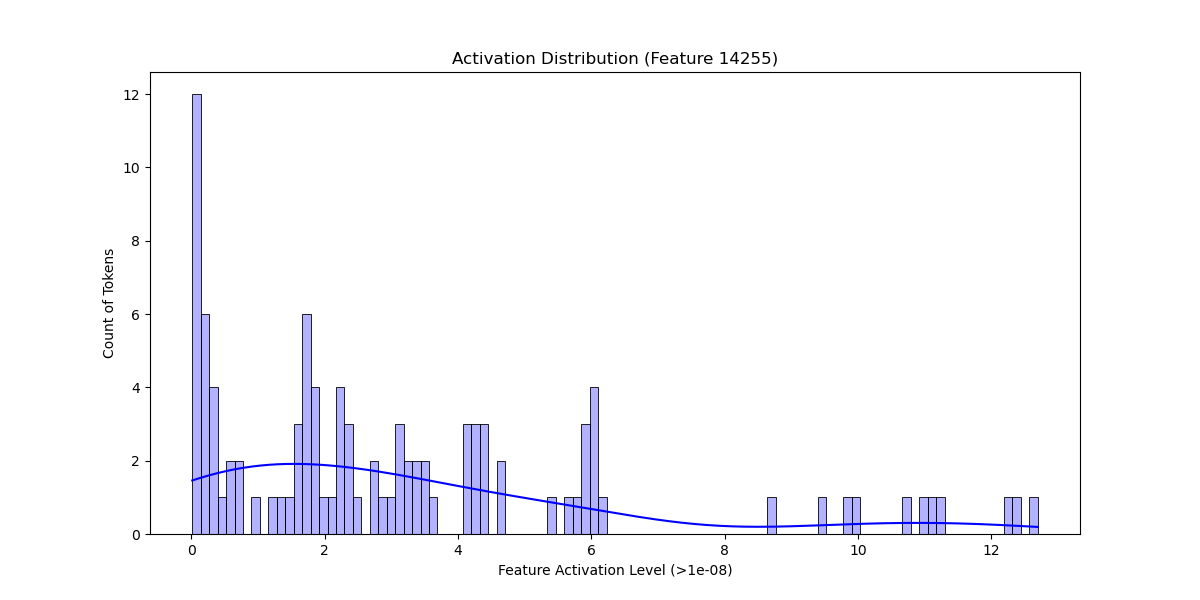 Activation Distribution (Feature 14255)
12
10
8
6
4
2
0
Count of Tokens
0 2 4 6 8 10 12
Feature Activation Level (>1e-08)